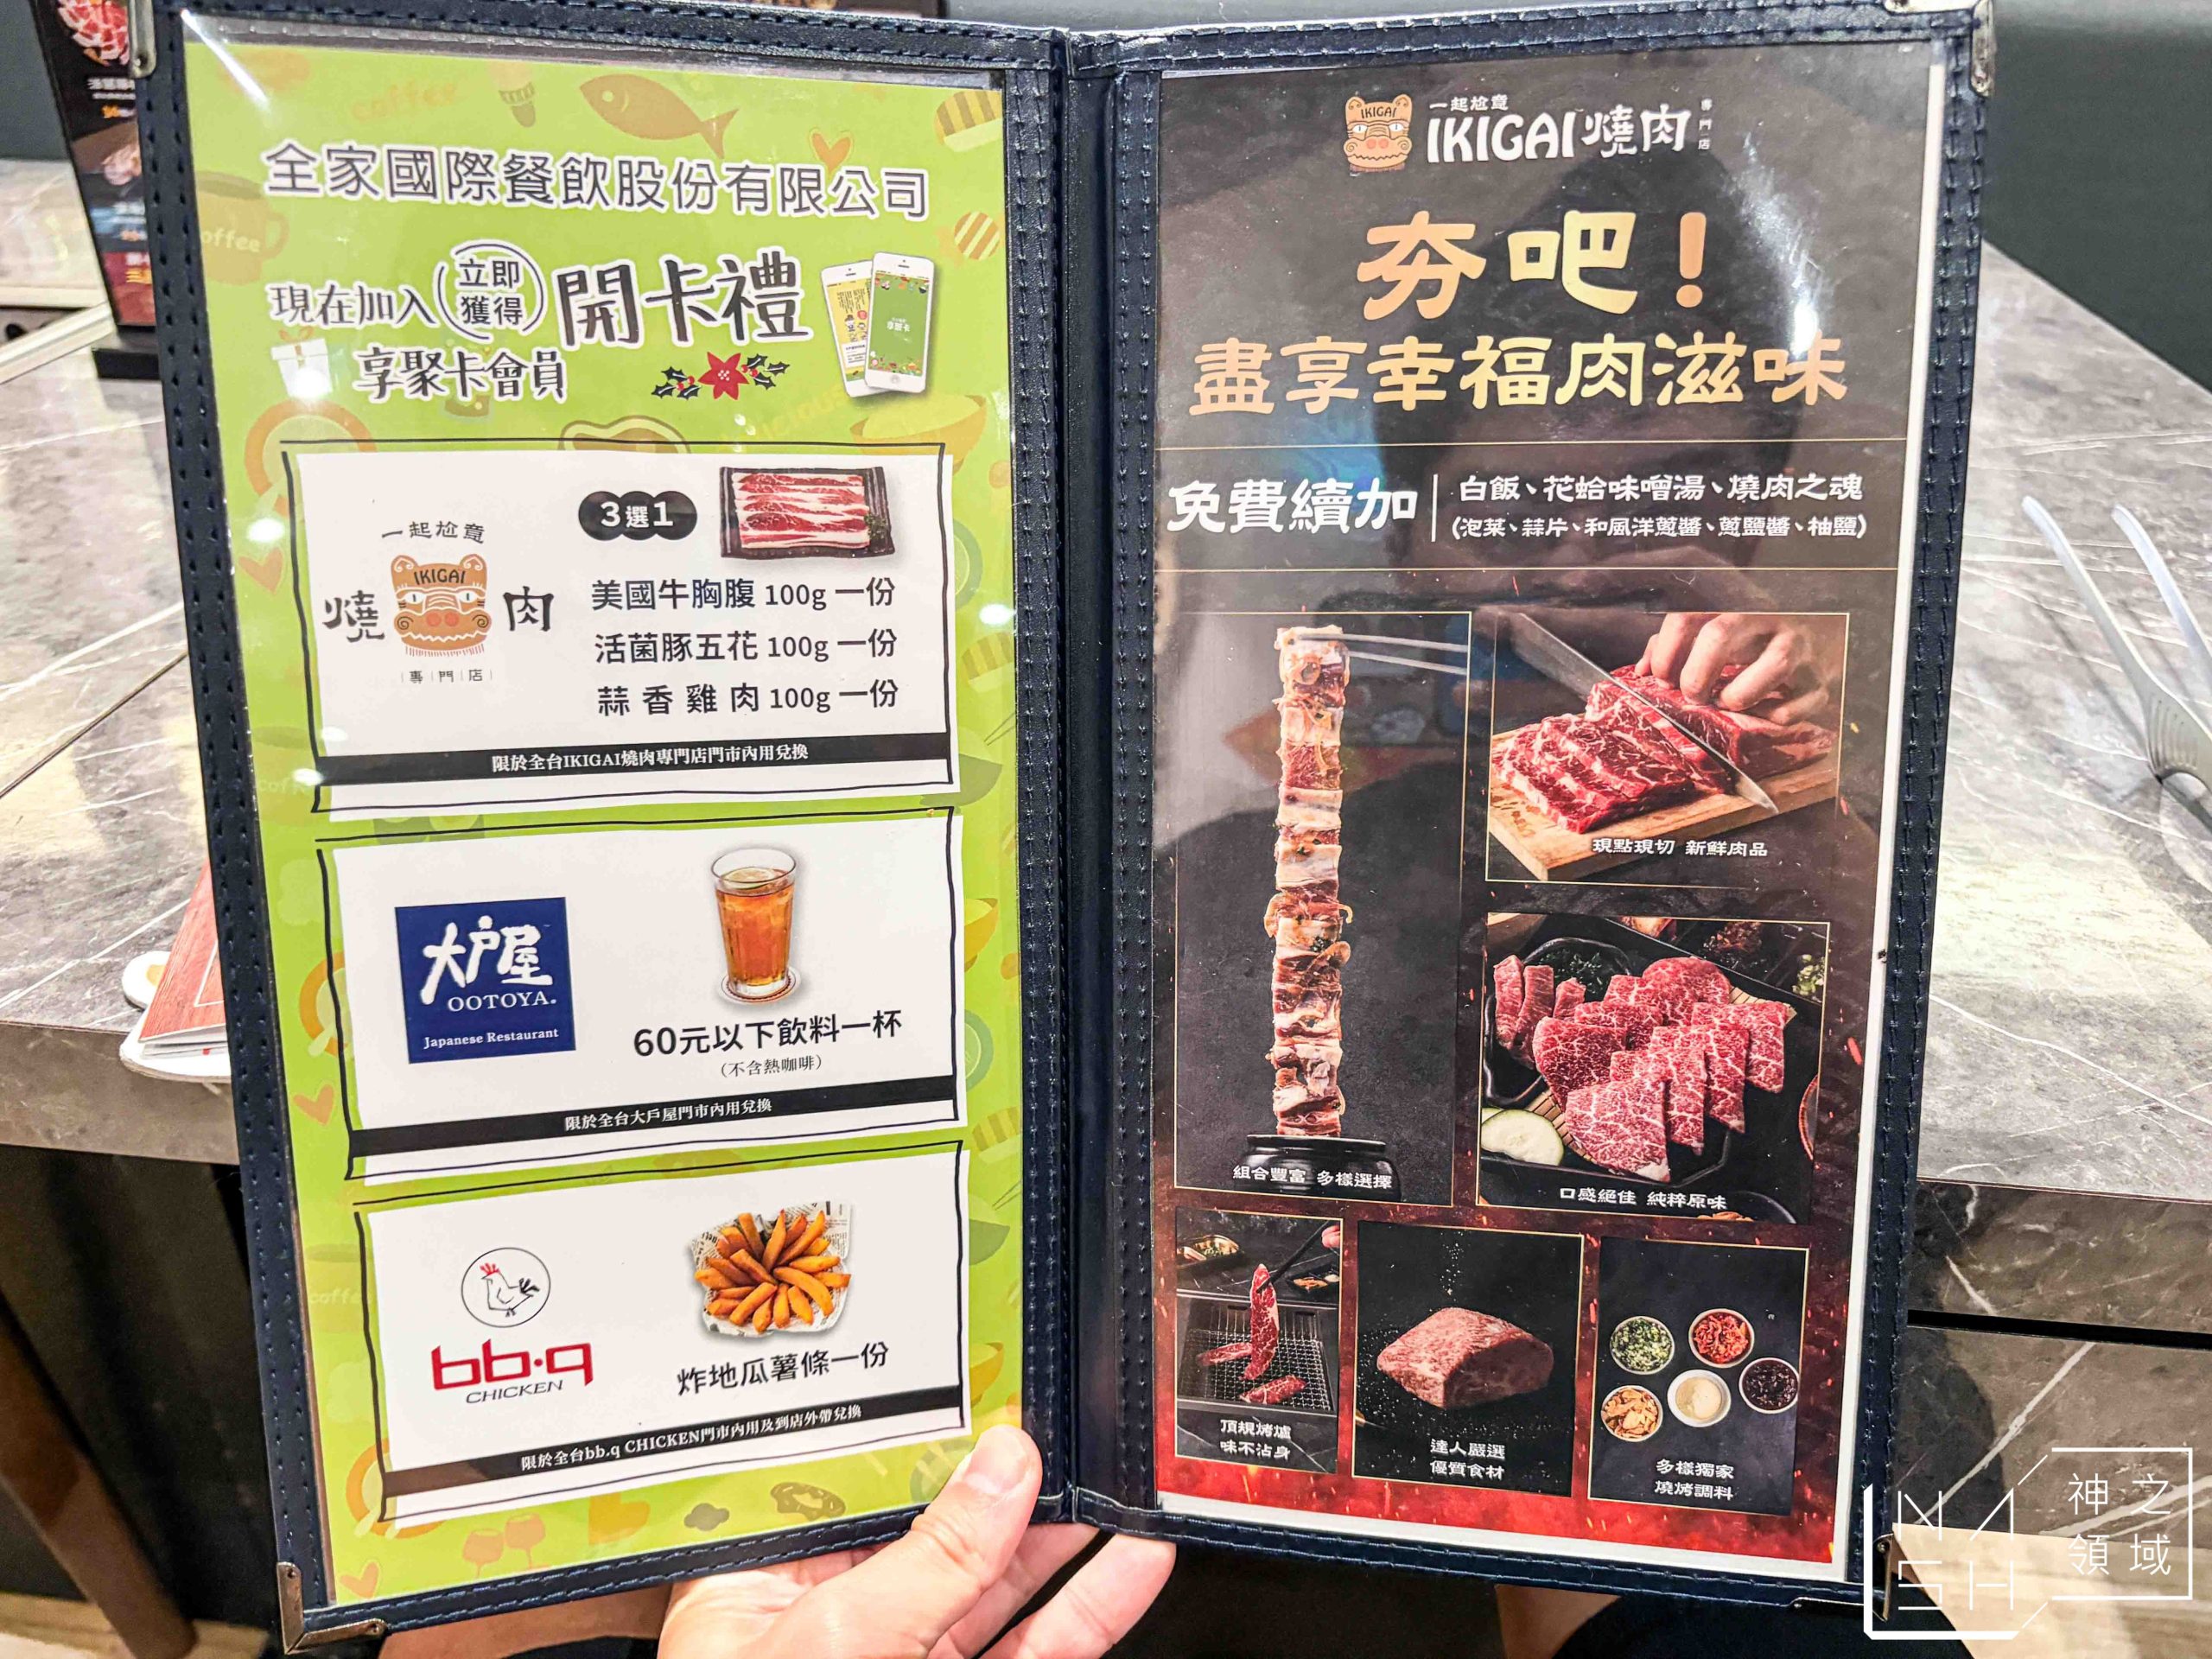 全家國際餐飲股份有限公司
現在加入
立即
獲得
開卡禮
享聚卡會員
一起尬意
IKIGAI
燒
肉
專門店
3選1
美國牛胸腹 100g 一份
活菌豚五花 100g 一份
蒜香雞肉 100g 一份
限於全台IKIGAI燒肉專門店門市內用兌換
大戶屋
OOTOYA.
Japanese Restaurant
60元以下飲料一杯
(不含熱咖啡)
限於全台大戶屋門市內用兌換
bb.q
CHICKEN
炸地瓜薯條一份
限於全台bb.q CHICKEN門市內用及到店外帶兌換
IKIGAI
一起尬意
IKIGAI燒肉
專門店
夯吧!
盡享幸福肉滋味
免費續加
白飯、花蛤味噌湯、燒肉之魂
(泡菜、蒜片、和風洋蔥醬、蔥鹽醬、柚鹽)
現點現切 新鮮肉品
組合豐富 多樣選擇
口感絕佳 純粹原味
頂規烤爐
味不沾身
達人嚴選
優質食材
多樣獨家
燒烤調料
coffee
coffee
NASH
神之
領域